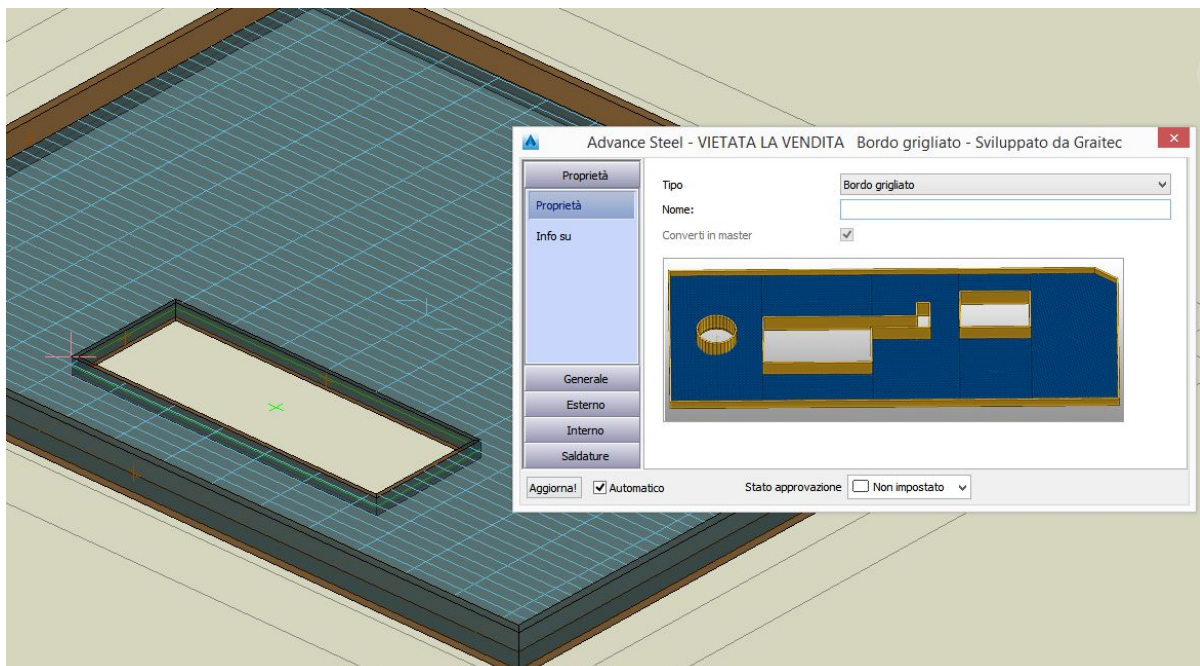 Advance Steel - VIETATA LA VENDITA Bordo grigliato - Sviluppato da Graitec
Proprietà
Proprietà
Info su
Generale
Esterno
Interno
Saldature
Tipo
Bordo grigliato
Nome:
Converti in master
Aggiorna!
Automatico
Stato approvazione
Non impostato